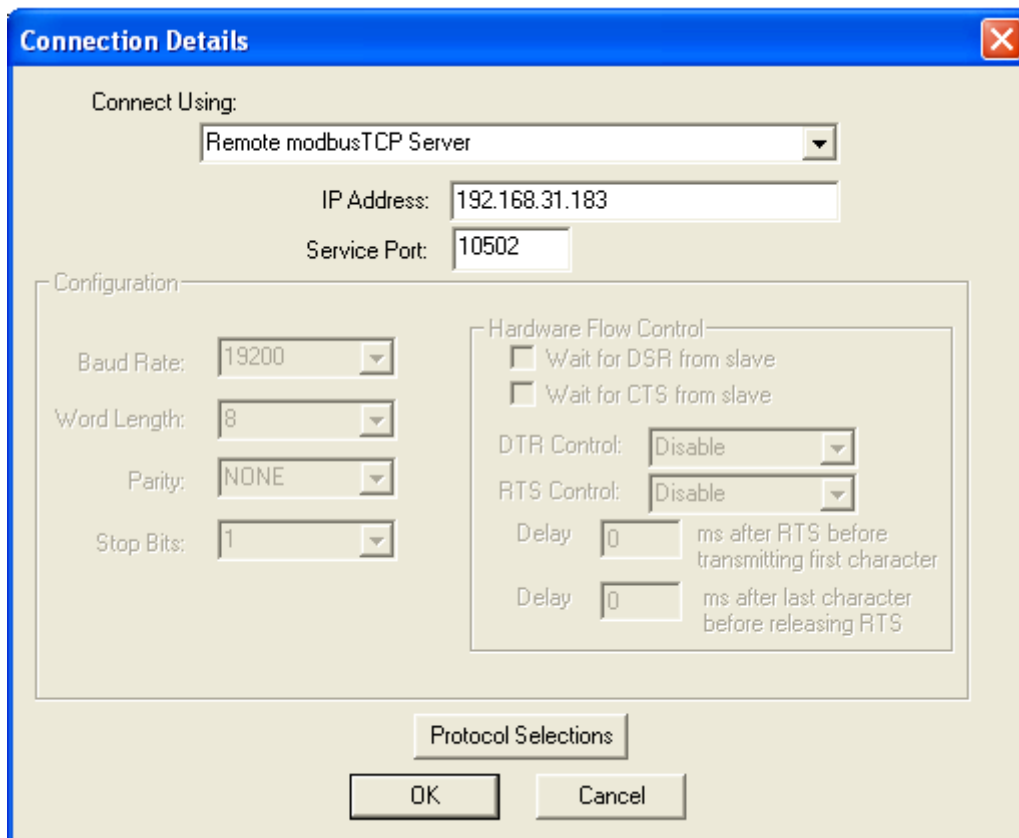 Connection Details
Connect Using:
Remote modbusTCP Server
IP Address: 192.168.31.183
Service Port: 10502
Configuration
Baud Rate: 19200
Word Length: 8
Parity: NONE
Stop Bits: 1
Hardware Flow Control
Wait for DSR from slave
Wait for CTS from slave
DTR Control: Disable
RTS Control: Disable
Delay 0 ms after RTS before
transmitting first character
Delay 0 ms after last character
before releasing RTS
Protocol Selections
OK Cancel